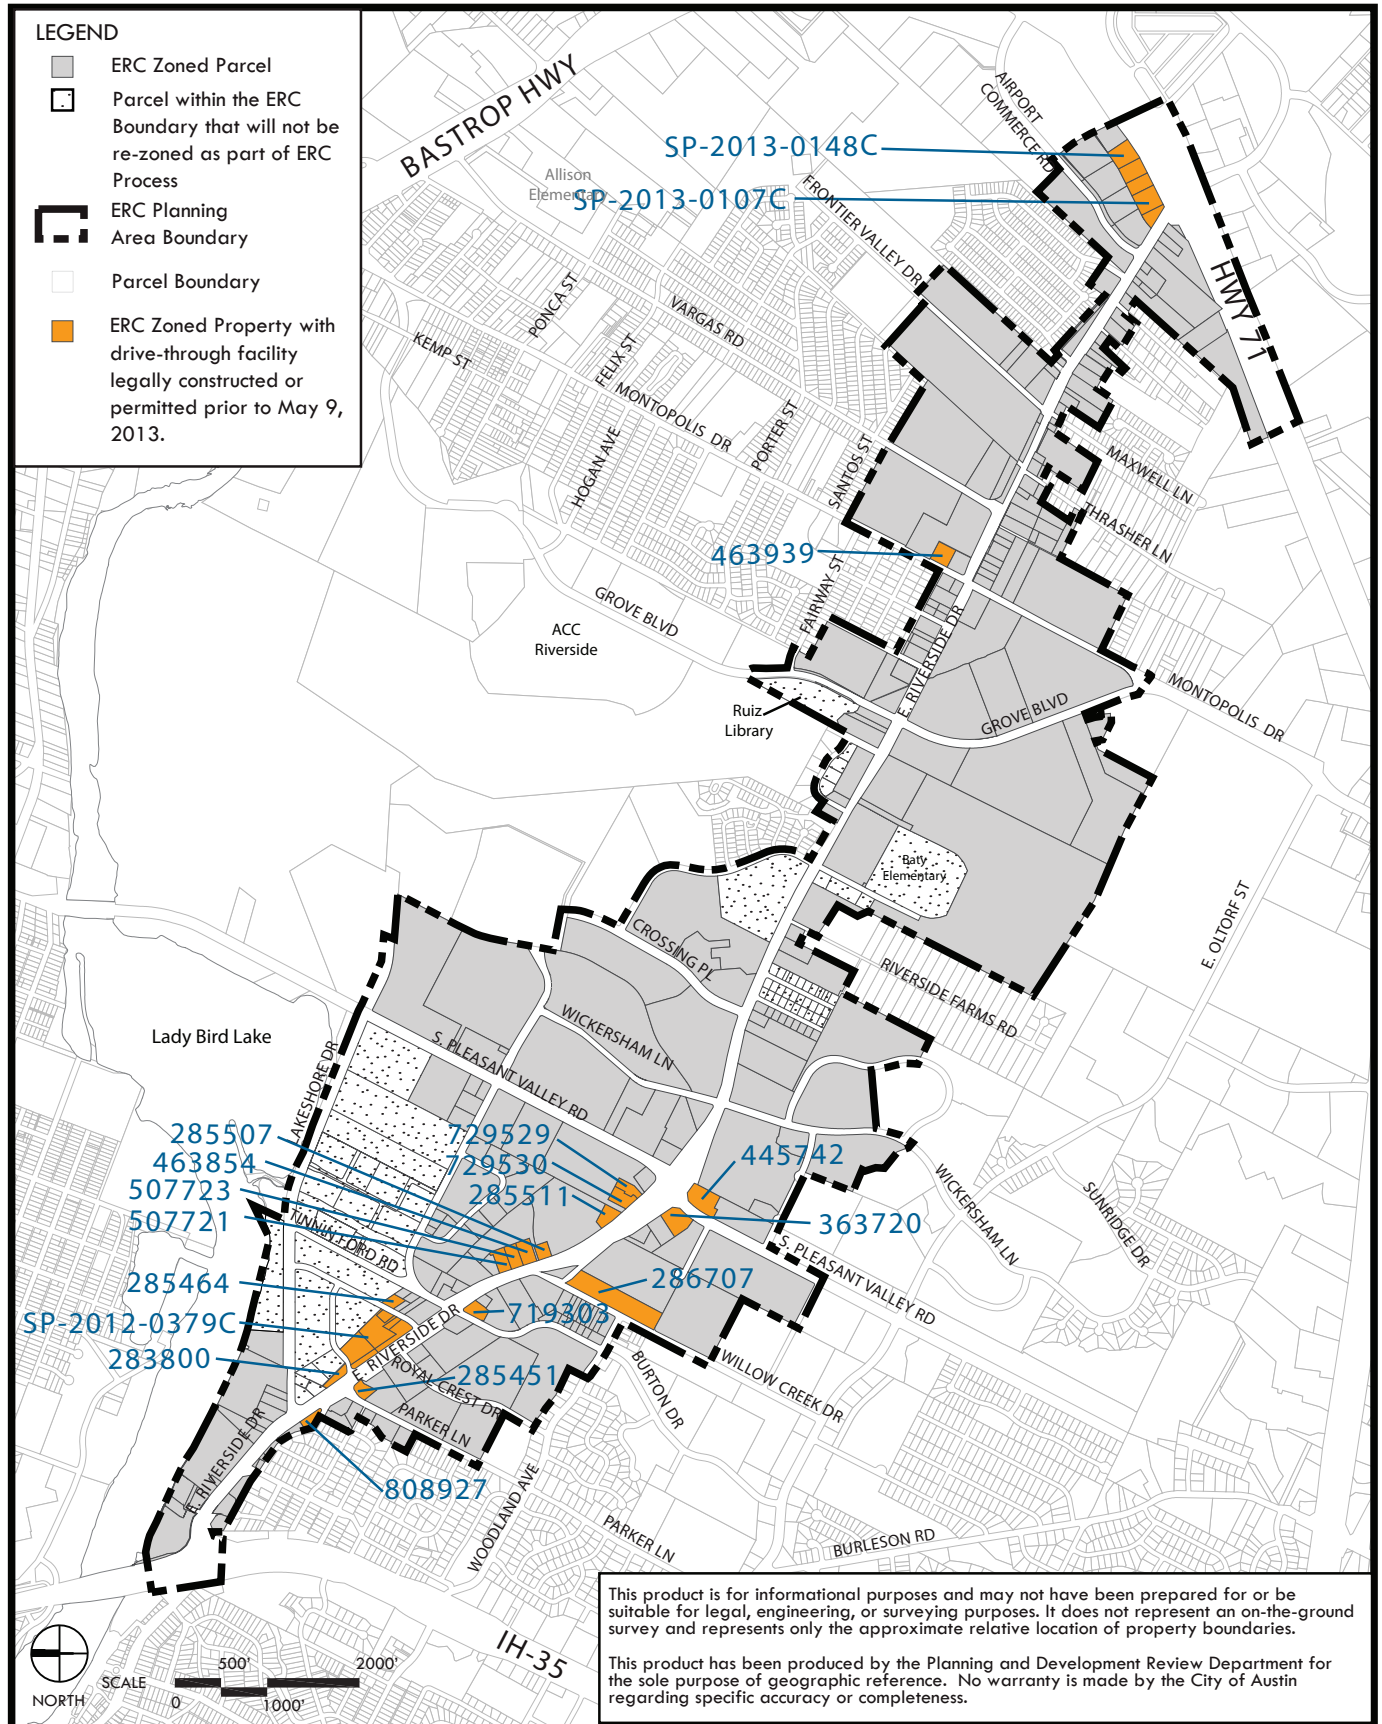 LEGEND
ERC Zoned Parcel
Parcel within the ERC
Boundary that will not be
re-zoned as part of ERC
Process
ERC Planning
Area Boundary
Parcel Boundary
ERC Zoned Property with
drive-through facility
legally constructed or
permitted prior to May 9,
2013.
BASTROP HWY
AIRPORT
COMMERCE RD
SP-2013-0148C
Allison
Elementary
SP-2013-0107C
FRONTIER VALLEY DR
HWY 71
PONCA ST
VARGAS RD
KEMP ST
FELIX ST
MONTOPOLIS DR
PORTER ST
HOGAN AVE
SANTOS ST
MAXWELL LN
THRASHER LN
463939
FAIRWAY ST
GROVE BLVD
ACC
Riverside
E. RIVERSIDE DR
Ruiz
Library
GROVE BLVD
MONTOPOLIS DR
Baty
Elementary
E. OLTORF ST
CROSSING PL
RIVERSIDE FARMS RD
WICKERSHAM LN
Lady Bird Lake
S. PLEASANT VALLEY RD
LAKESHORE DR
285507
463854
507723
507721
729529
729530
285511
445742
363720
WICKERSHAM LN
SUNRIDGE DR
TINNIN FORD RD
S. PLEASANT VALLEY RD
285464
286707
SP-2012-0379C
719303
E. RIVERSIDE DR
283800
285451
ROYAL CREST DR
BURTON DR
WILLOW CREEK DR
PARKER LN
E. RIVERSIDE DR
808927
WOODLAND AVE
PARKER LN
BURLESON RD
IH-35
NORTH
SCALE
500'
2000'
0
1000'
This product is for informational purposes and may not have been prepared for or be
suitable for legal, engineering, or surveying purposes. It does not represent an on-the-ground
survey and represents only the approximate relative location of property boundaries.
This product has been produced by the Planning and Development Review Department for
the sole purpose of geographic reference. No warranty is made by the City of Austin
regarding specific accuracy or completeness.